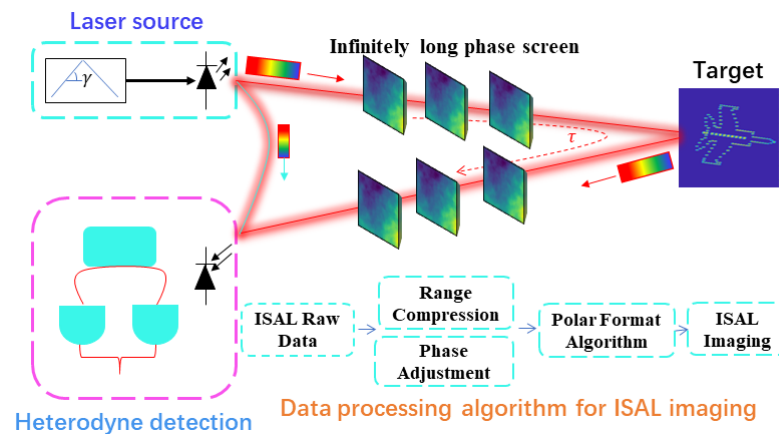 Laser source
γ
Infinitely long phase screen
Target
τ
ISAL Raw
Data
Range
Compression
Phase
Adjustment
Polar Format
Algorithm
ISAL
Imaging
Heterodyne detection
Data processing algorithm for ISAL imaging